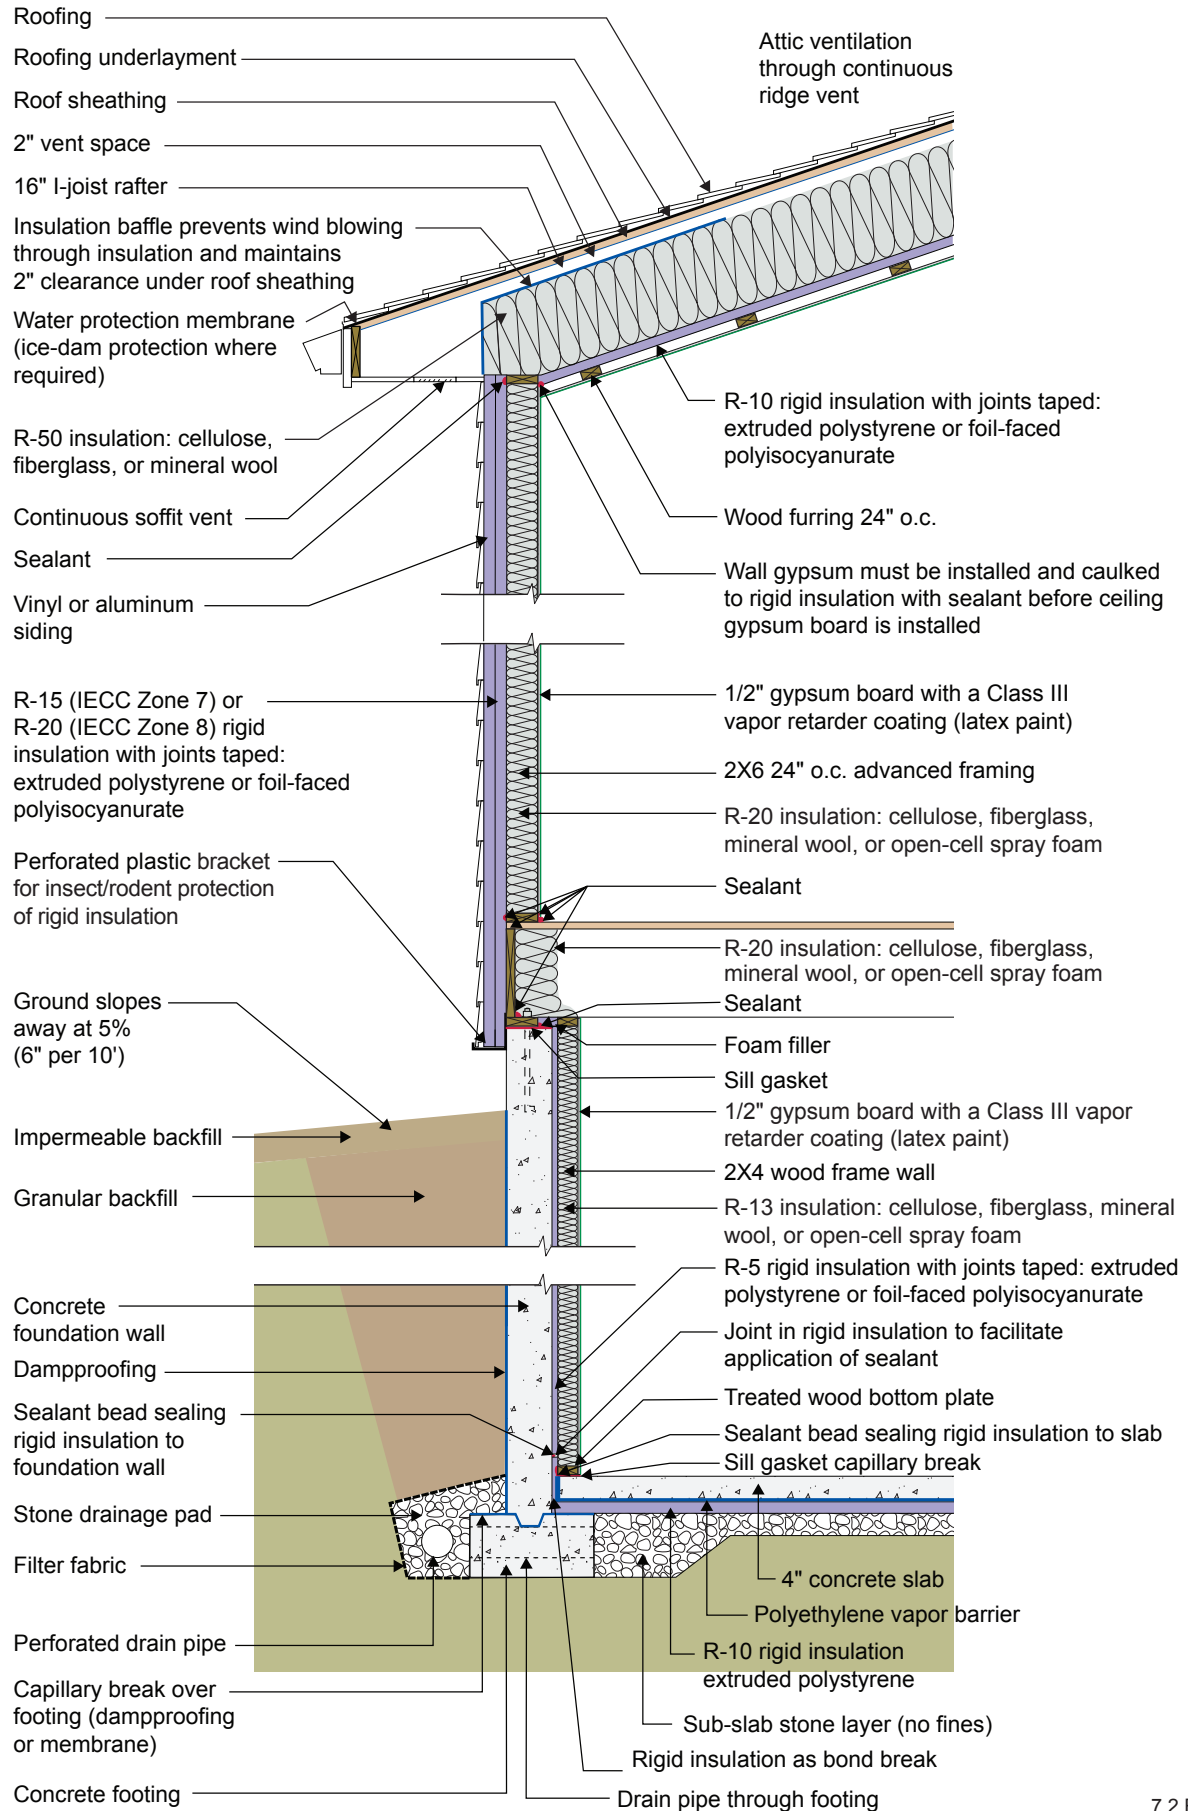 Roofing
Roofing underlayment
Roof sheathing
2" vent space
16" I-joist rafter
Insulation baffle prevents wind blowing
through insulation and maintains
2" clearance under roof sheathing
Water protection membrane
(ice-dam protection where
required)
R-50 insulation: cellulose,
fiberglass, or mineral wool
Continuous soffit vent
Sealant
Vinyl or aluminum
siding
R-15 (IECC Zone 7) or
R-20 (IECC Zone 8) rigid
insulation with joints taped:
extruded polystyrene or foil-faced
polyisocyanurate
Perforated plastic bracket
for insect/rodent protection
of rigid insulation
Ground slopes
away at 5%
(6" per 10')
Impermeable backfill
Granular backfill
Concrete
foundation wall
Dampproofing
Sealant bead sealing
rigid insulation to
foundation wall
Stone drainage pad
Filter fabric
Perforated drain pipe
Capillary break over
footing (dampproofing
or membrane)
Concrete footing
Attic ventilation
through continuous
ridge vent
R-10 rigid insulation with joints taped:
extruded polystyrene or foil-faced
polyisocyanurate
Wood furring 24" o.c.
Wall gypsum must be installed and caulked
to rigid insulation with sealant before ceiling
gypsum board is installed
1/2" gypsum board with a Class III
vapor retarder coating (latex paint)
2X6 24" o.c. advanced framing
R-20 insulation: cellulose, fiberglass,
mineral wool, or open-cell spray foam
Sealant
R-20 insulation: cellulose, fiberglass,
mineral wool, or open-cell spray foam
Sealant
Foam filler
Sill gasket
1/2" gypsum board with a Class III vapor
retarder coating (latex paint)
2X4 wood frame wall
R-13 insulation: cellulose, fiberglass, mineral
wool, or open-cell spray foam
R-5 rigid insulation with joints taped: extruded
polystyrene or foil-faced polyisocyanurate
Joint in rigid insulation to facilitate
application of sealant
Treated wood bottom plate
Sealant bead sealing rigid insulation to slab
Sill gasket capillary break
4" concrete slab
Polyethylene vapor barrier
R-10 rigid insulation
extruded polystyrene
Sub-slab stone layer (no fines)
Rigid insulation as bond break
Drain pipe through footing
7.2